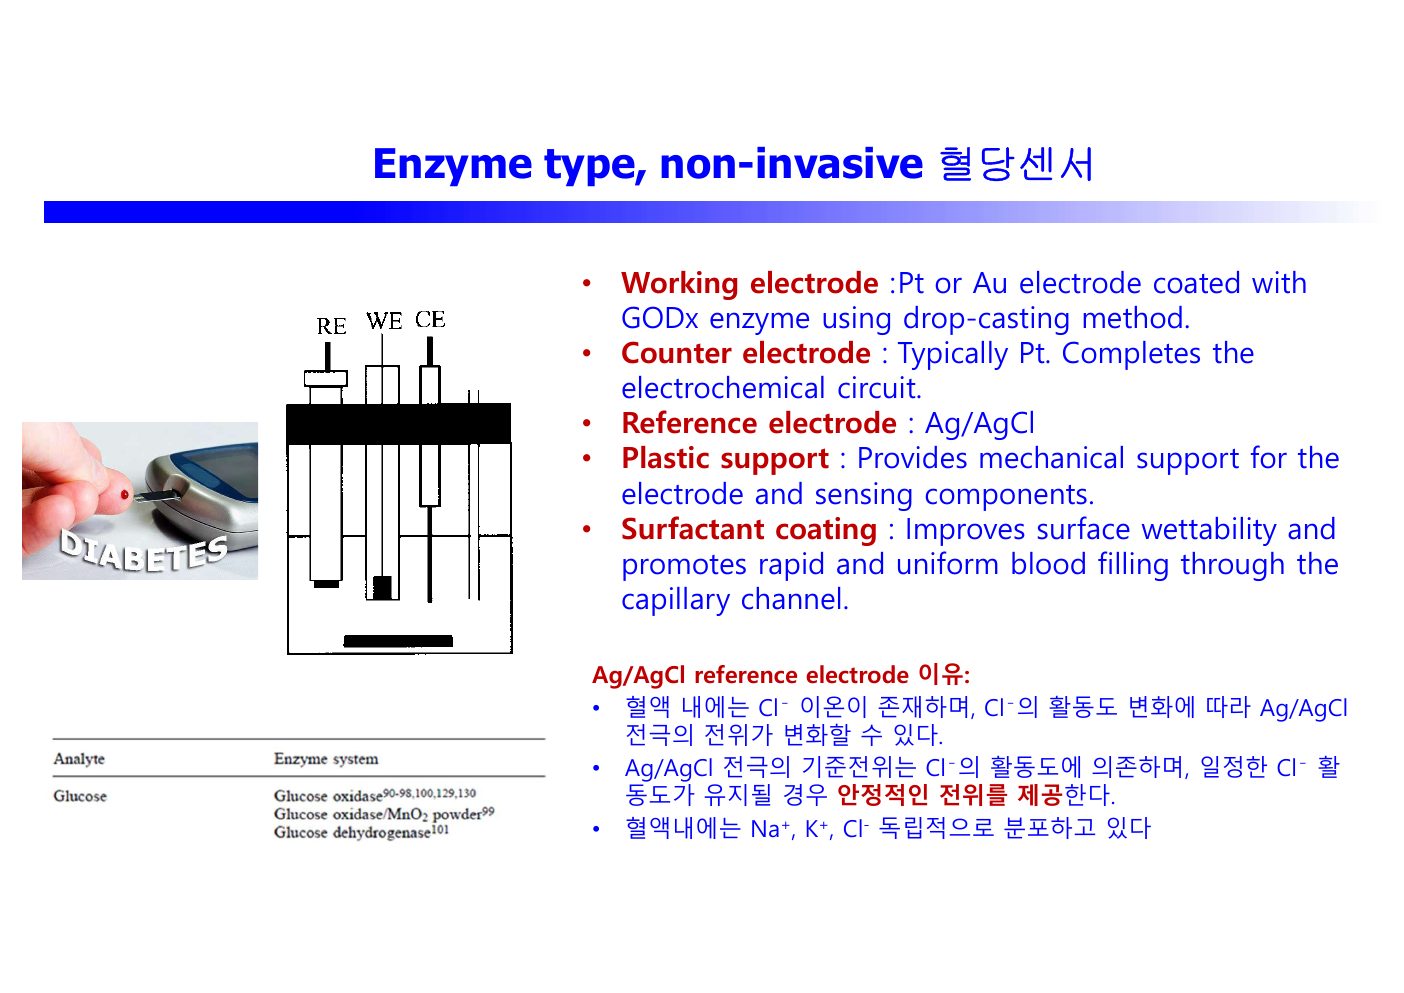 Enzyme type, non-invasive 혈당센서
RE WE CE
DIABETES
• Working electrode :Pt or Au electrode coated with
GODx enzyme using drop-casting method.
• Counter electrode : Typically Pt. Completes the
electrochemical circuit.
• Reference electrode : Ag/AgCl
• Plastic support : Provides mechanical support for the
electrode and sensing components.
• Surfactant coating : Improves surface wettability and
promotes rapid and uniform blood filling through the
capillary channel.
Ag/AgCl reference electrode 이유:
• 혈액 내에는 Cl⁻ 이온이 존재하며, Cl⁻의 활동도 변화에 따라 Ag/AgCl
전극의 전위가 변화할 수 있다.
• Ag/AgCl 전극의 기준전위는 Cl⁻의 활동도에 의존하며, 일정한 Cl⁻ 활
동도가 유지될 경우 안정적인 전위를 제공한다.
• 혈액내에는 Na⁺, K⁺, Cl⁻ 독립적으로 분포하고 있다
Analyte Enzyme system
Glucose Glucose oxidase⁹⁰⁻⁹⁸,¹⁰⁰,¹²⁹,¹³⁰
Glucose oxidase/MnO₂ powder⁹⁹
Glucose dehydrogenase¹⁰¹